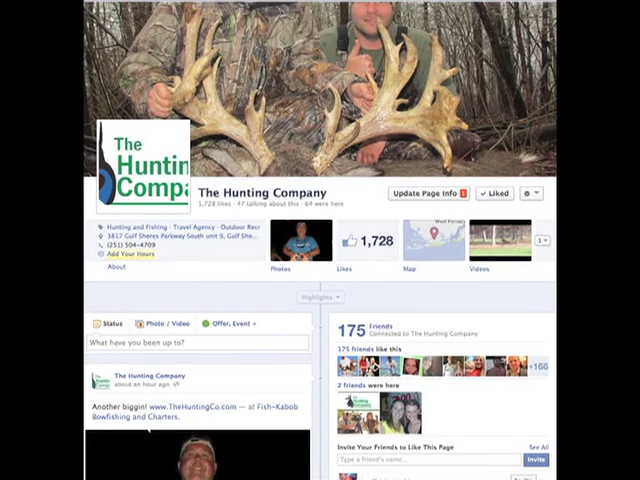 The
Huntin
Compa
The Hunting Company
1,728 likes · 47 talking about this · 64 were here
Update Page Info 1
Liked
Hunting and Fishing · Travel Agency · Outdoor Recr
3817 Gulf Shores Parkway South unit 9, Gulf Sho...
(251) 504-4709
Add Your Hours
About
Photos
1,728
Likes
Map
Videos
1
Highlights
Status
Photo / Video
Offer, Event +
What have you been up to?
The Hunting Company
about an hour ago
Another biggin! www.TheHuntingCo.com — at Fish-Kabob
Bowfishing and Charters.
175 Friends
Connected to The Hunting Company
175 friends like this
+166
2 friends were here
Invite Your Friends to Like This Page
See All
Type a friend's name...
Invite